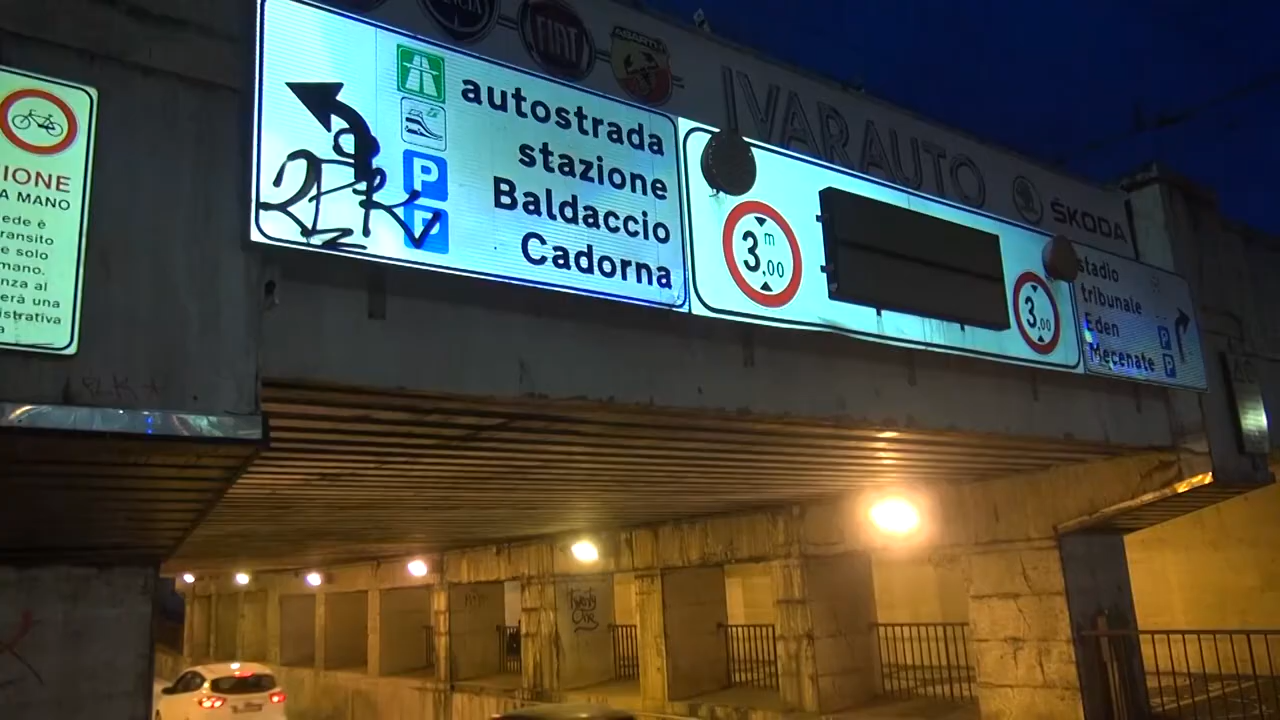 FIAT
ABARTH
IVARAUTO
ŠKODA
autostrada
stazione
P
Baldaccio
P
Cadorna
3,00
m
3,00
stadio
tribunale
Eden
P
Mecenate
P
IONE
A MANO
ede è
ransito
e solo
mano.
nza al
erà una
istrativa
a